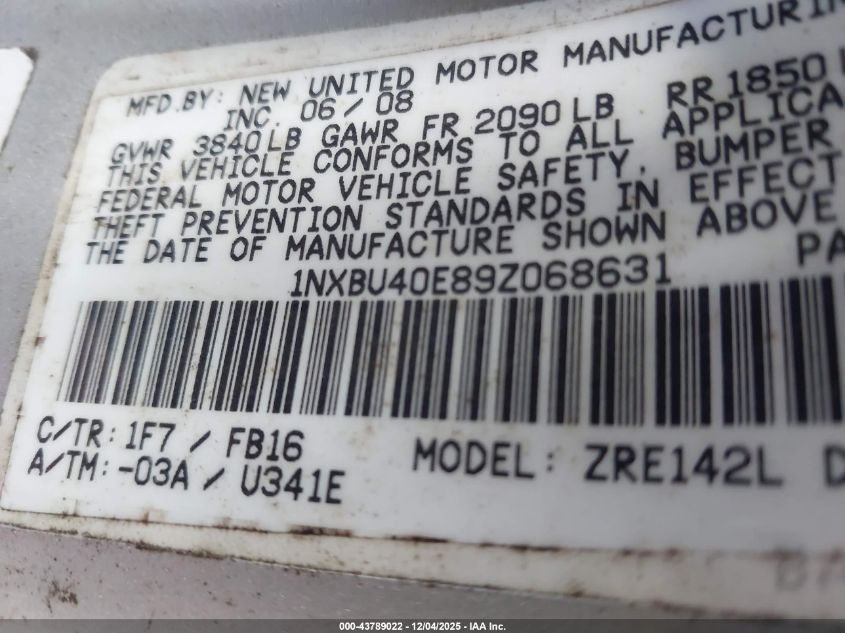 MFD.BY: NEW UNITED MOTOR MANUFACTURIN
INC. 06/08
GVWR 3840LB GAWR FR 2090LB RR 1850
THIS VEHICLE CONFORMS TO ALL APPLICA
FEDERAL MOTOR VEHICLE SAFETY, BUMPER
THEFT PREVENTION STANDARDS IN EFFECT
THE DATE OF MANUFACTURE SHOWN ABOVE
1NXBU40E89Z068631 PA
C/TR: 1F7 / FB16
A/TM: -03A / U341E
MODEL: ZRE142L
000-43789022 - 12/04/2025 - IAA Inc.